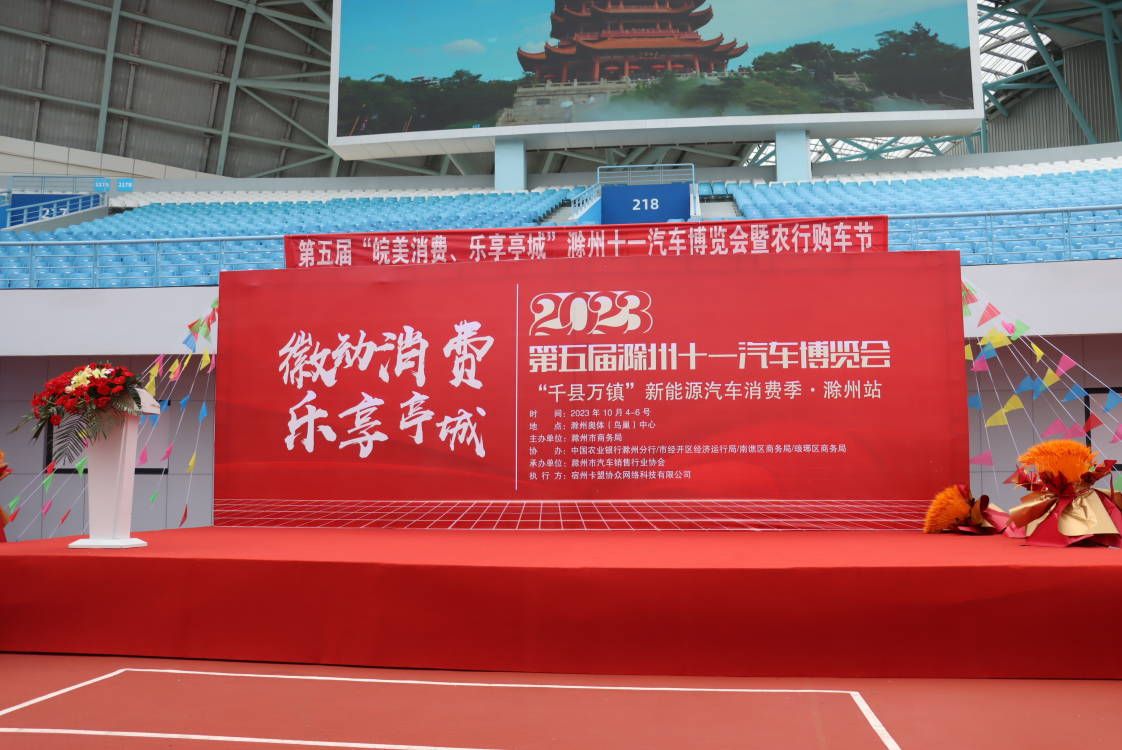 2178
217
218
第五届“皖美消费、乐享亭城”滁州十一汽车博览会暨农行购车节
徽动消费
乐享亭城
2023
第五届滁州十一汽车博览会
“千县万镇”新能源汽车消费季·滁州站
时　间：2023 年 10 月 4-6 号
地　点：滁州奥体（鸟巢）中心
主办单位：滁州市商务局
协　办：中国农业银行滁州分行/市经开区经济运行局/南谯区商务局/琅琊区商务局
承办单位：滁州市汽车销售行业协会
执 行 方：宿州卡盟协众网络科技有限公司